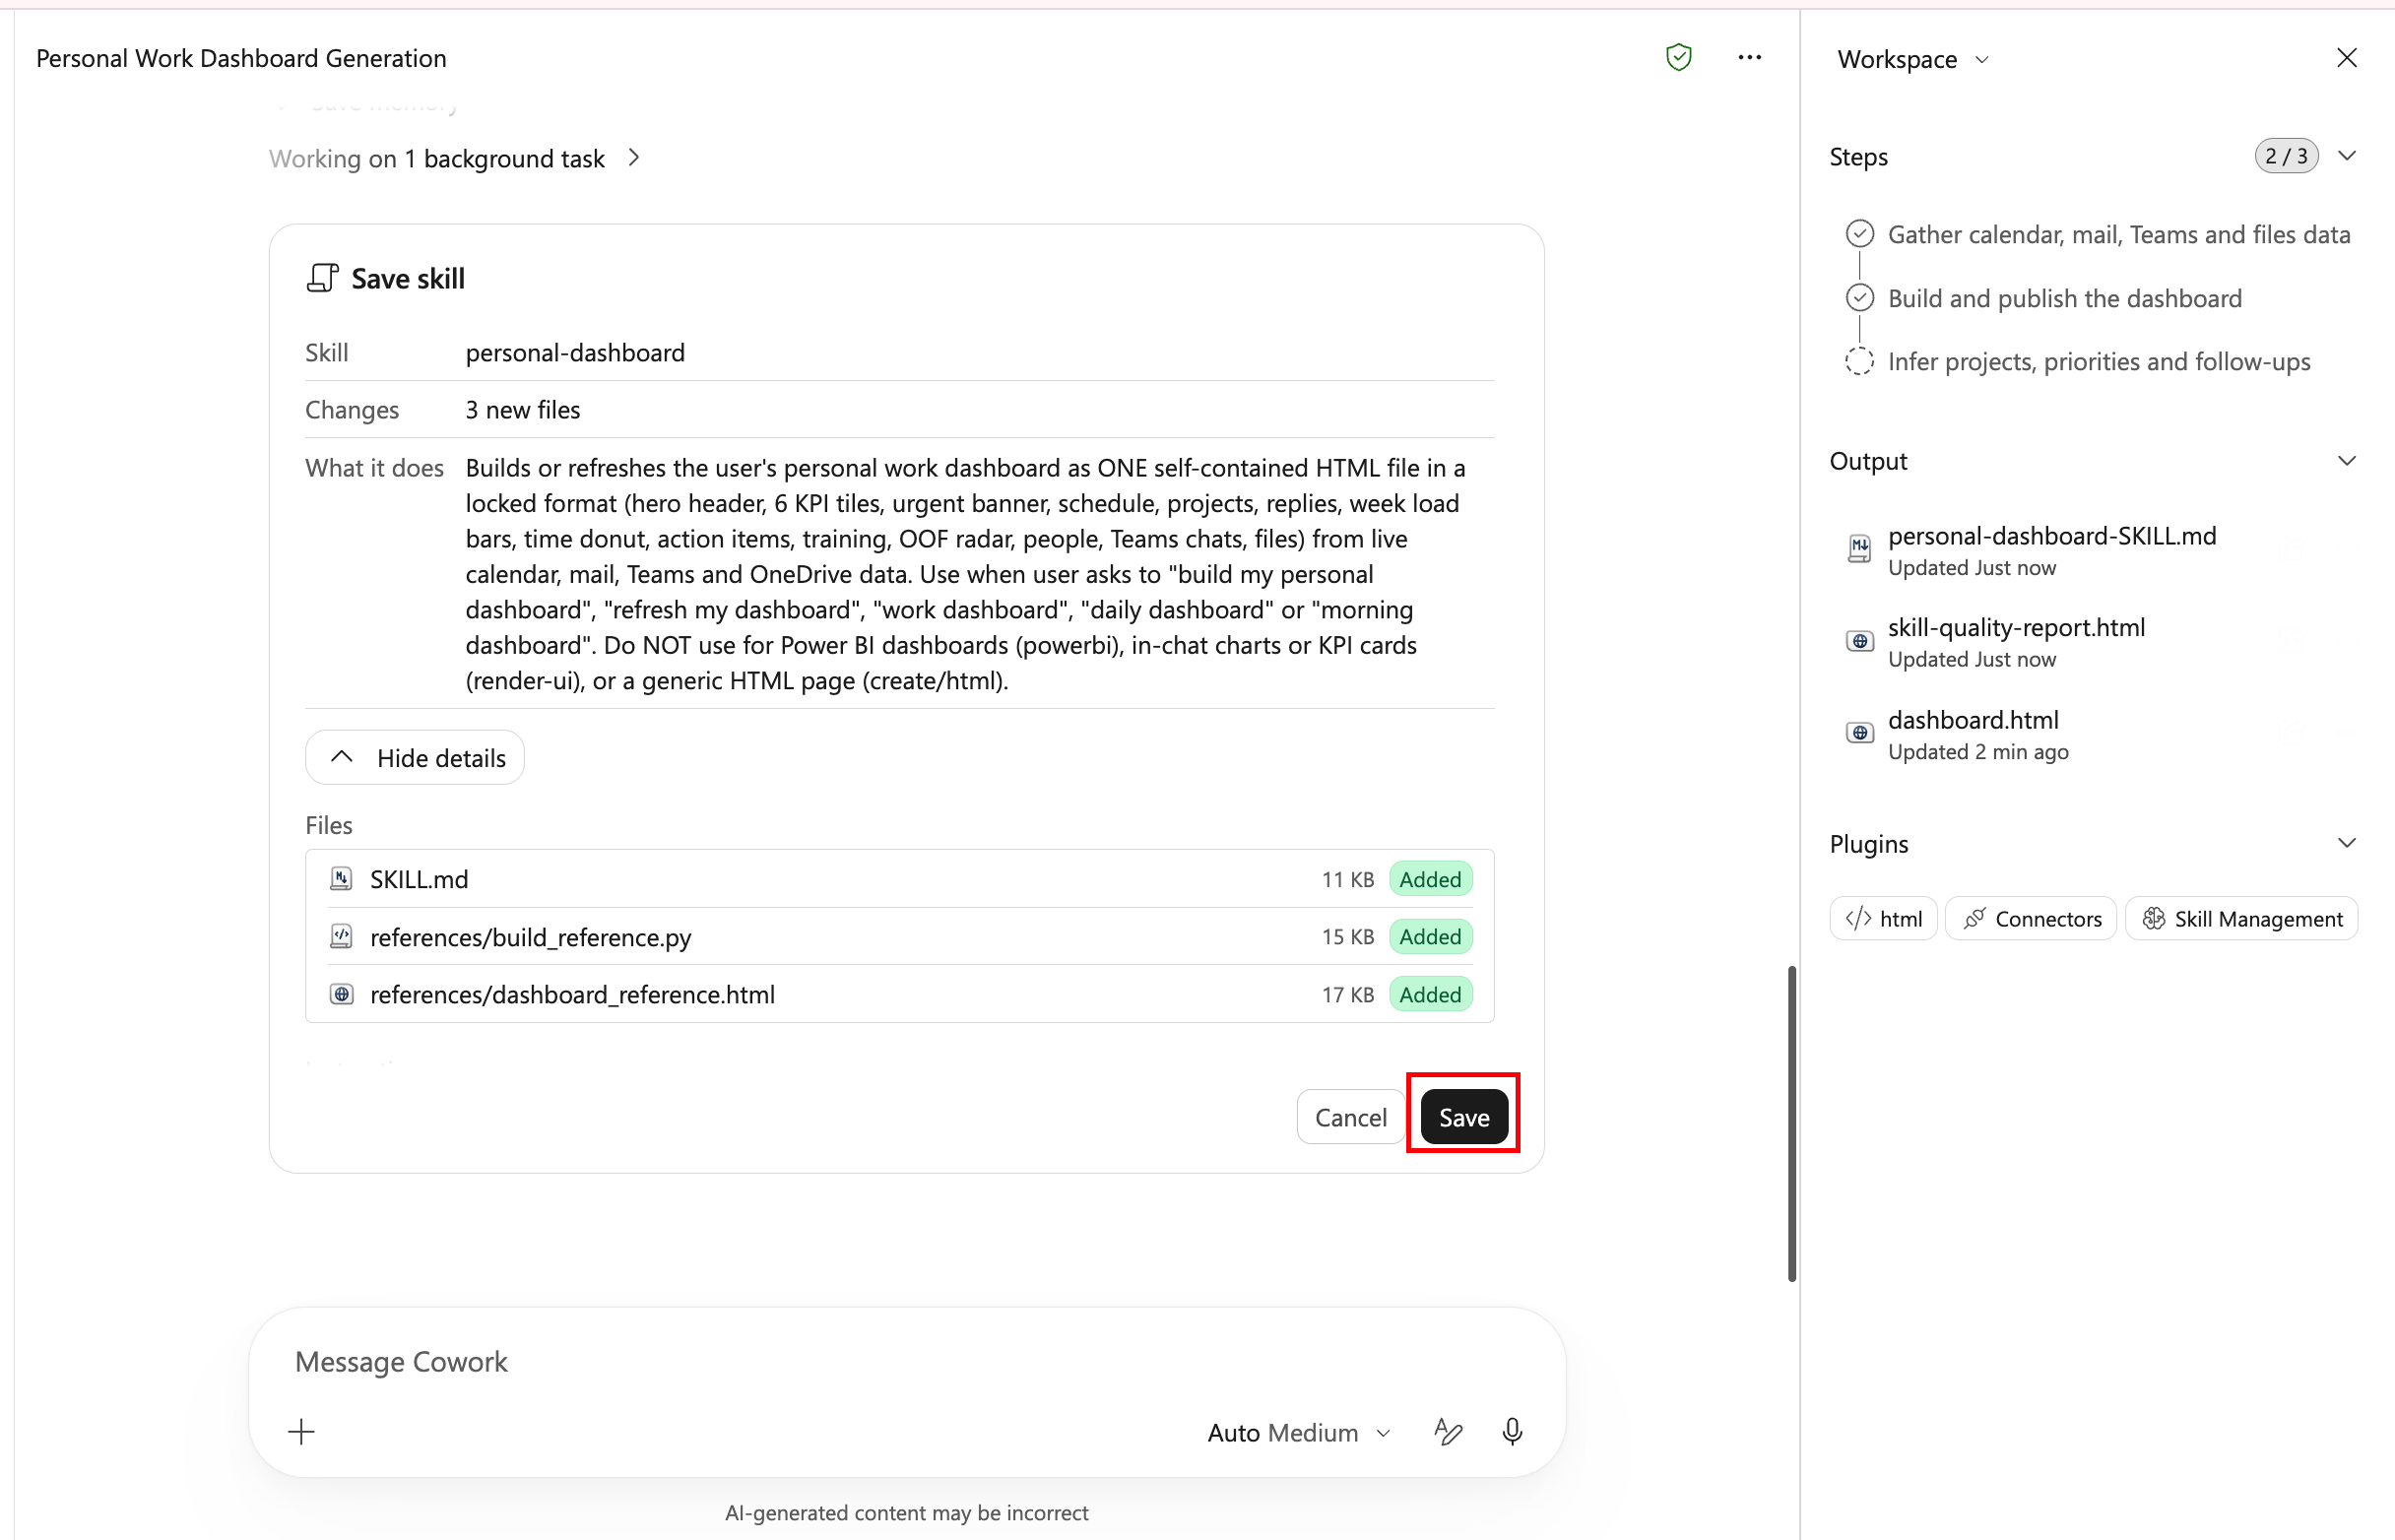 Personal Work Dashboard Generation
Save memory
Working on 1 background task
Save skill
Skill personal-dashboard
Changes 3 new files
What it does Builds or refreshes the user's personal work dashboard as ONE self-contained HTML file in a
locked format (hero header, 6 KPI tiles, urgent banner, schedule, projects, replies, week load
bars, time donut, action items, training, OOF radar, people, Teams chats, files) from live
calendar, mail, Teams and OneDrive data. Use when user asks to "build my personal
dashboard", "refresh my dashboard", "work dashboard", "daily dashboard" or "morning
dashboard". Do NOT use for Power BI dashboards (powerbi), in-chat charts or KPI cards
(render-ui), or a generic HTML page (create/html).
Hide details
Files
SKILL.md 11 KB Added
references/build_reference.py 15 KB Added
references/dashboard_reference.html 17 KB Added
Cancel Save
Message Cowork
Auto Medium
AI-generated content may be incorrect
Workspace
Steps 2 / 3
Gather calendar, mail, Teams and files data
Build and publish the dashboard
Infer projects, priorities and follow-ups
Output
personal-dashboard-SKILL.md
Updated Just now
skill-quality-report.html
Updated Just now
dashboard.html
Updated 2 min ago
Plugins
html Connectors Skill Management